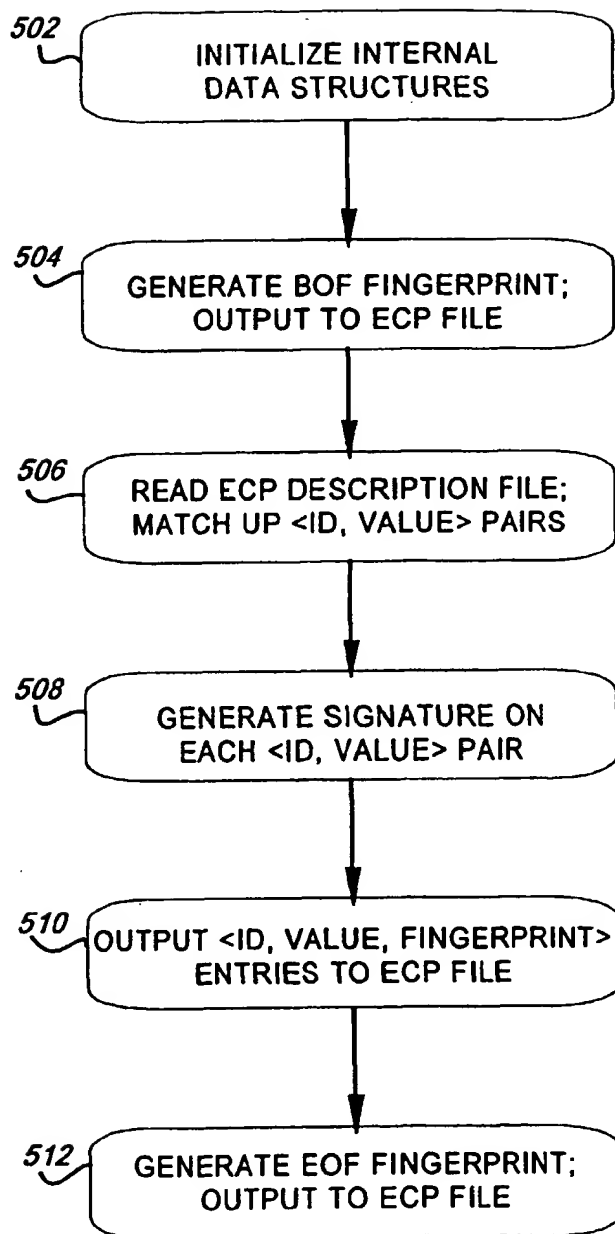 502
INITIALIZE INTERNAL
DATA STRUCTURES
504
GENERATE BOF FINGERPRINT;
OUTPUT TO ECP FILE
506
READ ECP DESCRIPTION FILE;
MATCH UP <ID, VALUE> PAIRS
508
GENERATE SIGNATURE ON
EACH <ID, VALUE> PAIR
510
OUTPUT <ID, VALUE, FINGERPRINT>
ENTRIES TO ECP FILE
512
GENERATE EOF FINGERPRINT;
OUTPUT TO ECP FILE